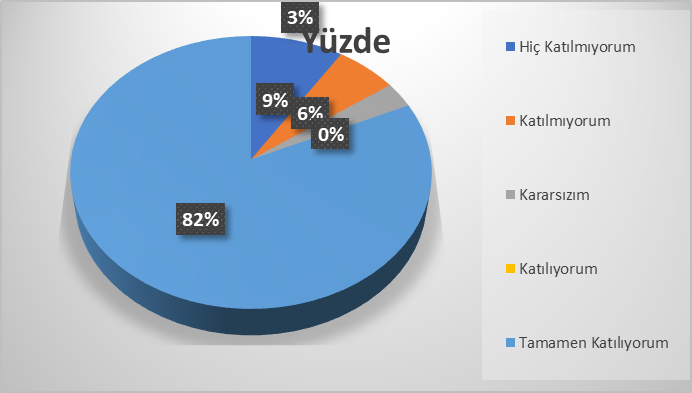 3%
Yüzde
9%
6%
0%
82%
Hiç Katılmıyorum
Katılmıyorum
Kararsızım
Katılıyorum
Tamamen Katılıyorum